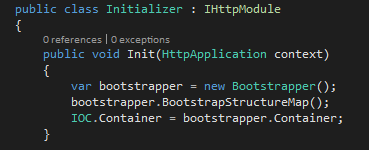 public class Initializer : IHttpModule
{
0 references | 0 exceptions
public void Init(HttpApplication context)
{
var bootstrapper = new Bootstrapper();
bootstrapper.BootstrapStructureMap();
IOC.Container = bootstrapper.Container;
}